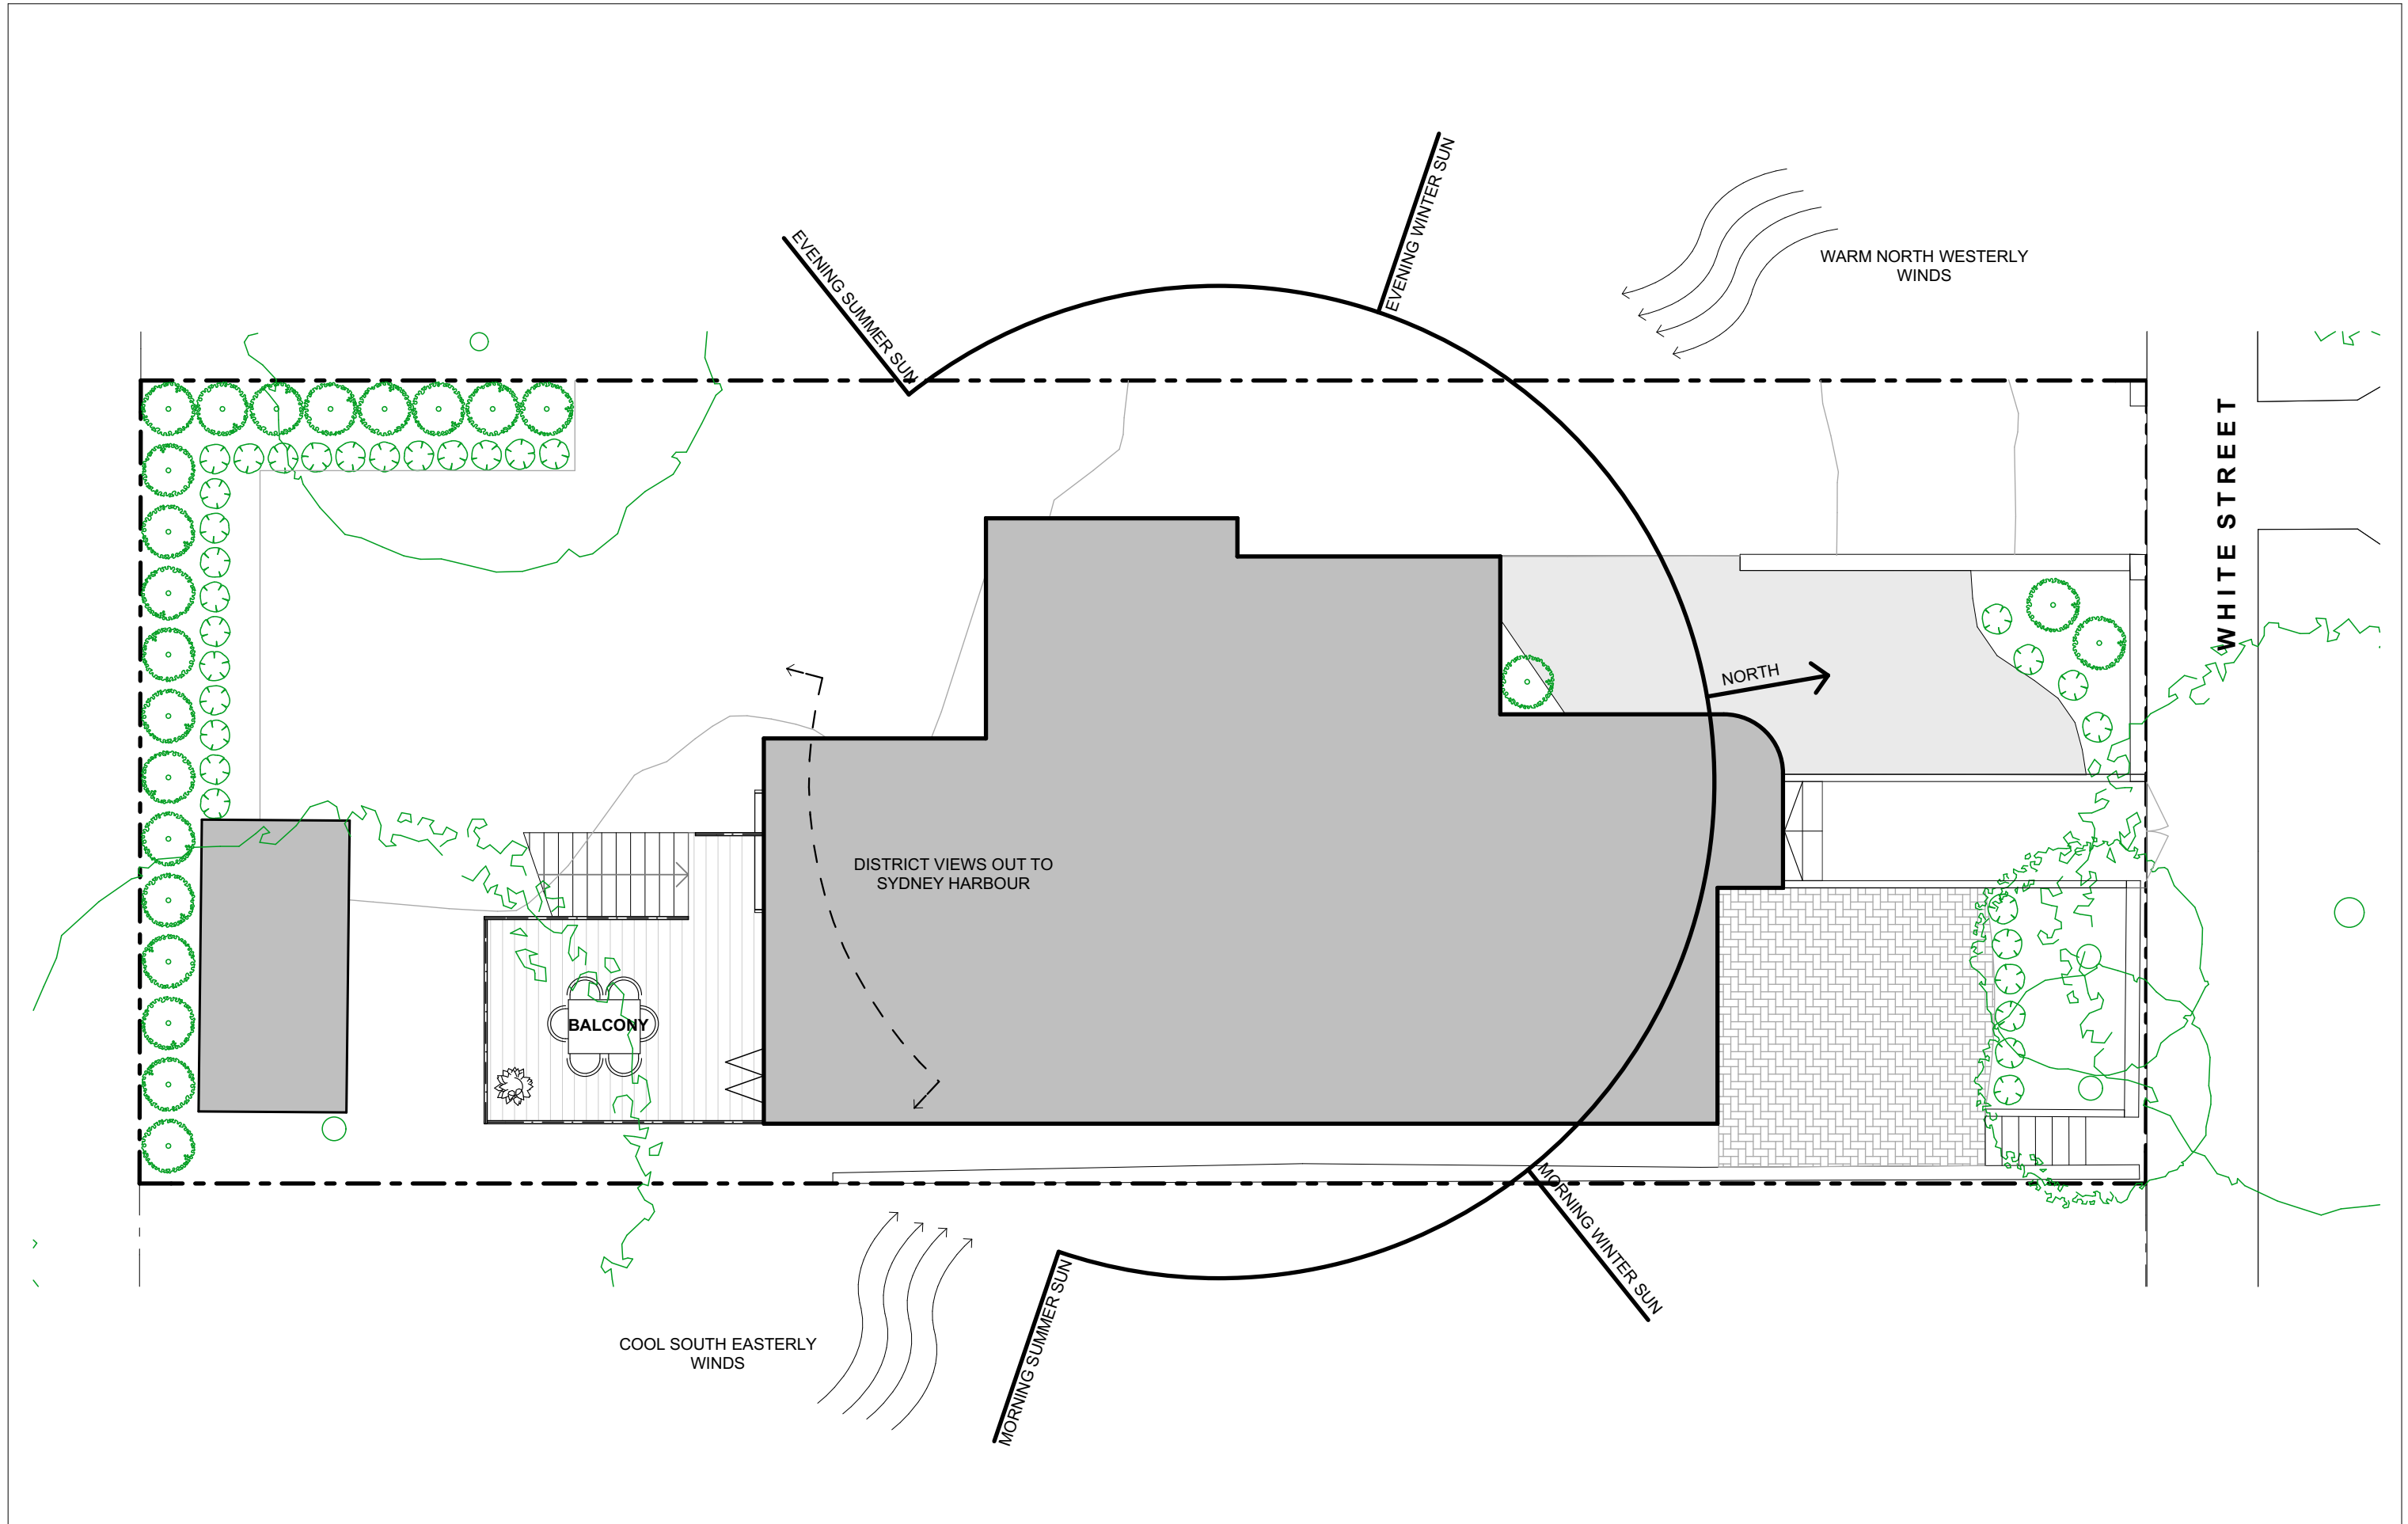 EVENING WINTER SUN
EVENING SUMMER SUN
WARM NORTH WESTERLY
WINDS
WHITE STREET
NORTH
DISTRICT VIEWS OUT TO
SYDNEY HARBOUR
BALCONY
MORNING WINTER SUN
MORNING SUMMER SUN
COOL SOUTH EASTERLY
WINDS